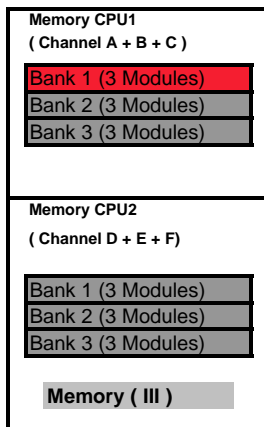 Memory CPU1
( Channel A + B + C )
Bank 1 (3 Modules)
Bank 2 (3 Modules)
Bank 3 (3 Modules)
Memory CPU2
( Channel D + E + F)
Bank 1 (3 Modules)
Bank 2 (3 Modules)
Bank 3 (3 Modules)
Memory ( III )